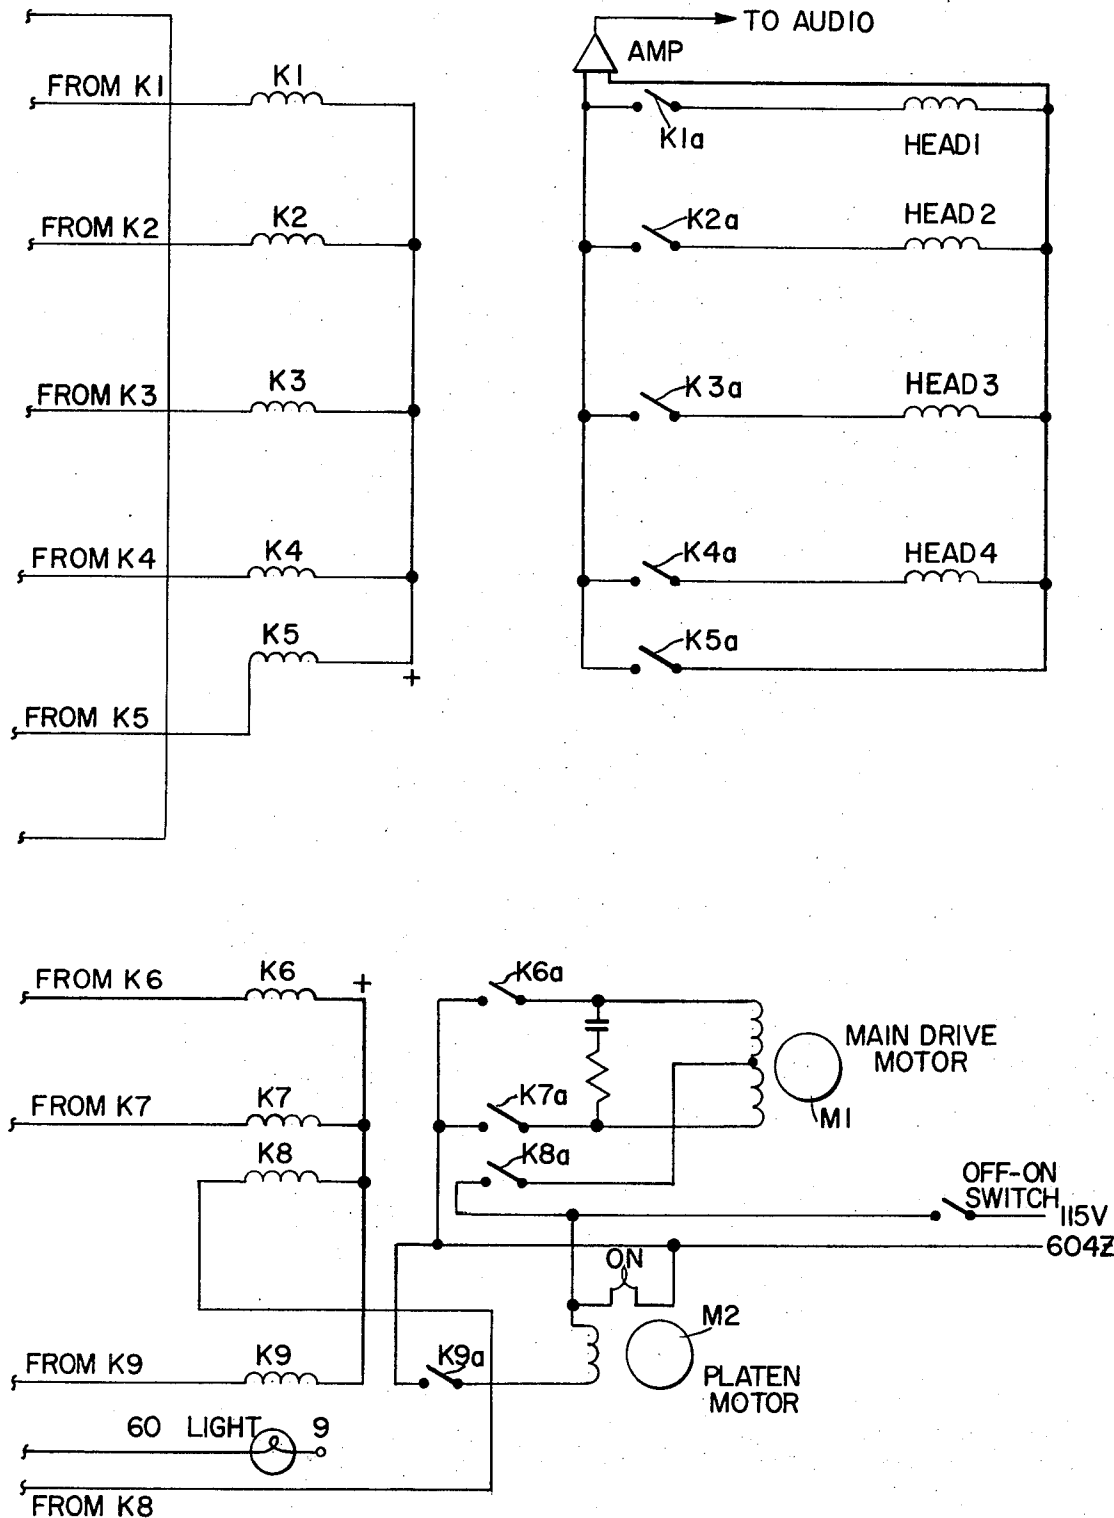 TO AUDIO
AMP
FROM K1
K1
K1a
HEAD1
FROM K2
K2
K2a
HEAD 2
FROM K3
K3
K3a
HEAD 3
FROM K4
K4
K4a
HEAD 4
K5
K5a
+
FROM K5
FROM K6
K6
+
K6a
MAIN DRIVE
MOTOR
M1
FROM K7
K7
K7a
K8
K8a
OFF-ON
SWITCH
115V
604Z
ON
M2
PLATEN
MOTOR
FROM K9
K9
K9a
60 LIGHT 9
FROM K8